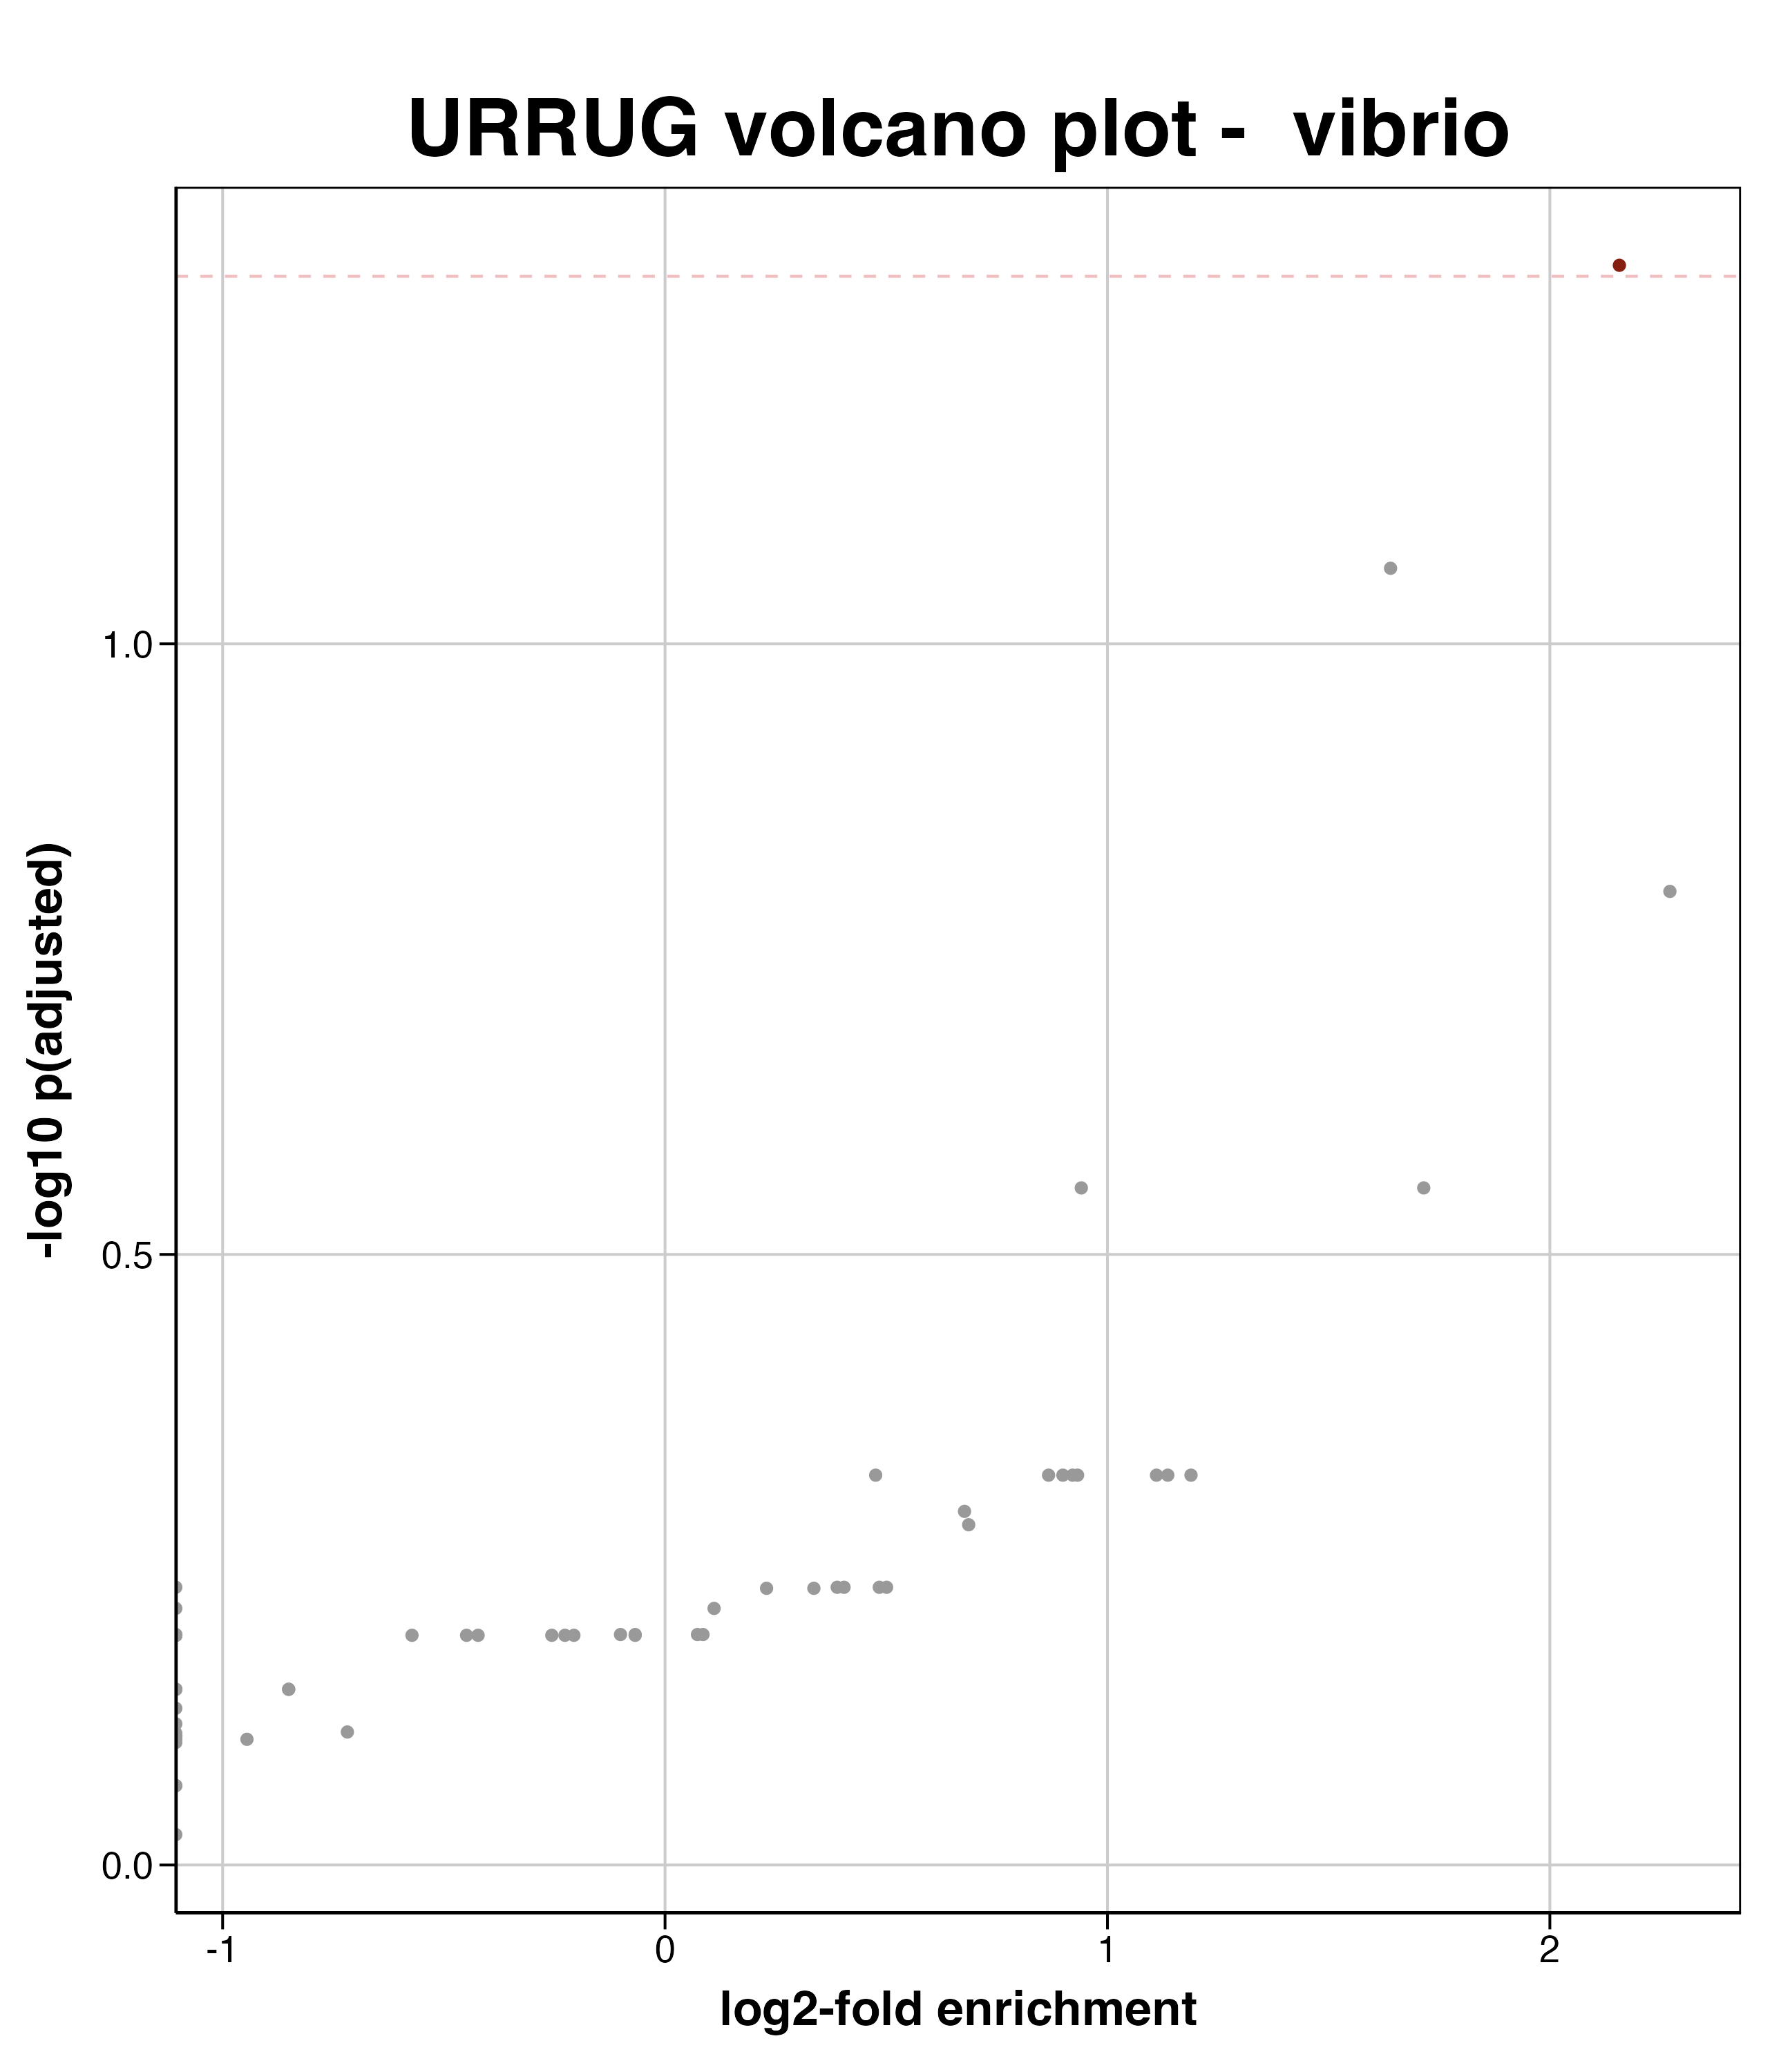 URRUG volcano plot -  vibrio
-log10 p(adjusted)
1.0
0.5
0.0
-1
0
1
2
log2-fold enrichment